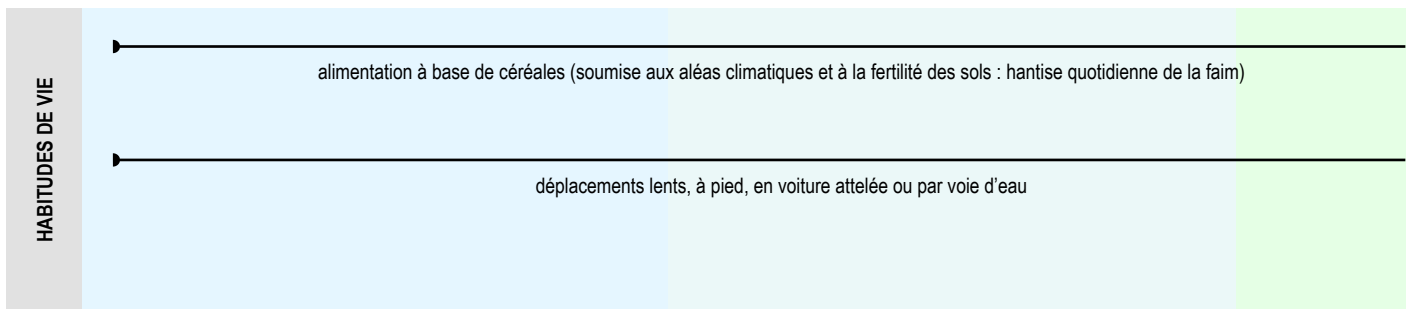 HABITUDES DE VIE
alimentation à base de céréales (soumise aux aléas climatiques et à la fertilité des sols : hantise quotidienne de la faim)
déplacements lents, à pied, en voiture attelée ou par voie d'eau